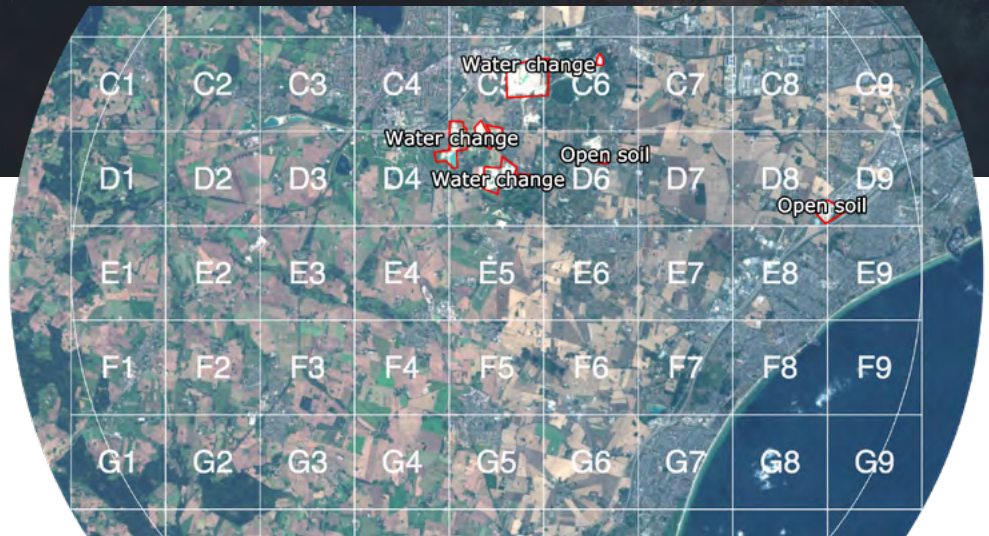 Water change
C1 C2 C3 C4 C5 C6 C7 C8 C9
Water change
Open soil
D1 D2 D3 D4 Water change D6 D7 D8 D9
Open soil
E1 E2 E3 E4 E5 E6 E7 E8 E9
F1 F2 F3 F4 F5 F6 F7 F8 F9
G1 G2 G3 G4 G5 G6 G7 G8 G9